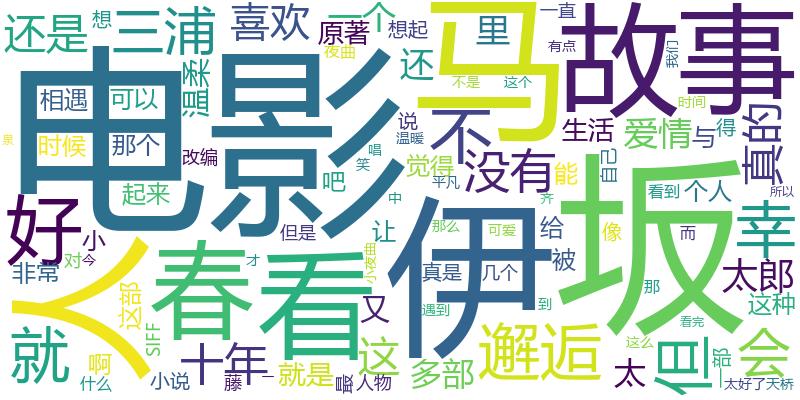 还是
想
三浦
喜欢
一个
原著
想起
里
一直
有点
我们
故事
电影
马
夜曲
温柔
还
不
不是
这个
时间
相遇
可以
说
温暖
生活
爱情
与
得
真的
泉
时候
那个
改编
笑
唱
觉得
没有
能
自己
起来
吧
平凡
中
齐
看到
个人
所以
好
小
但是
让
那么
可爱
给
像
而
幸
人
春
看
伊
坂
非常
对
今
这部
才
小夜曲
真是
几个
被
太郎
这种
SIFF
又
遇到
到
那
看完
就
啊
十年
这
邂逅
这么
但
一部
会
什么
小说
藤
一
就是
最
人物
多部
太
太好了
天桥